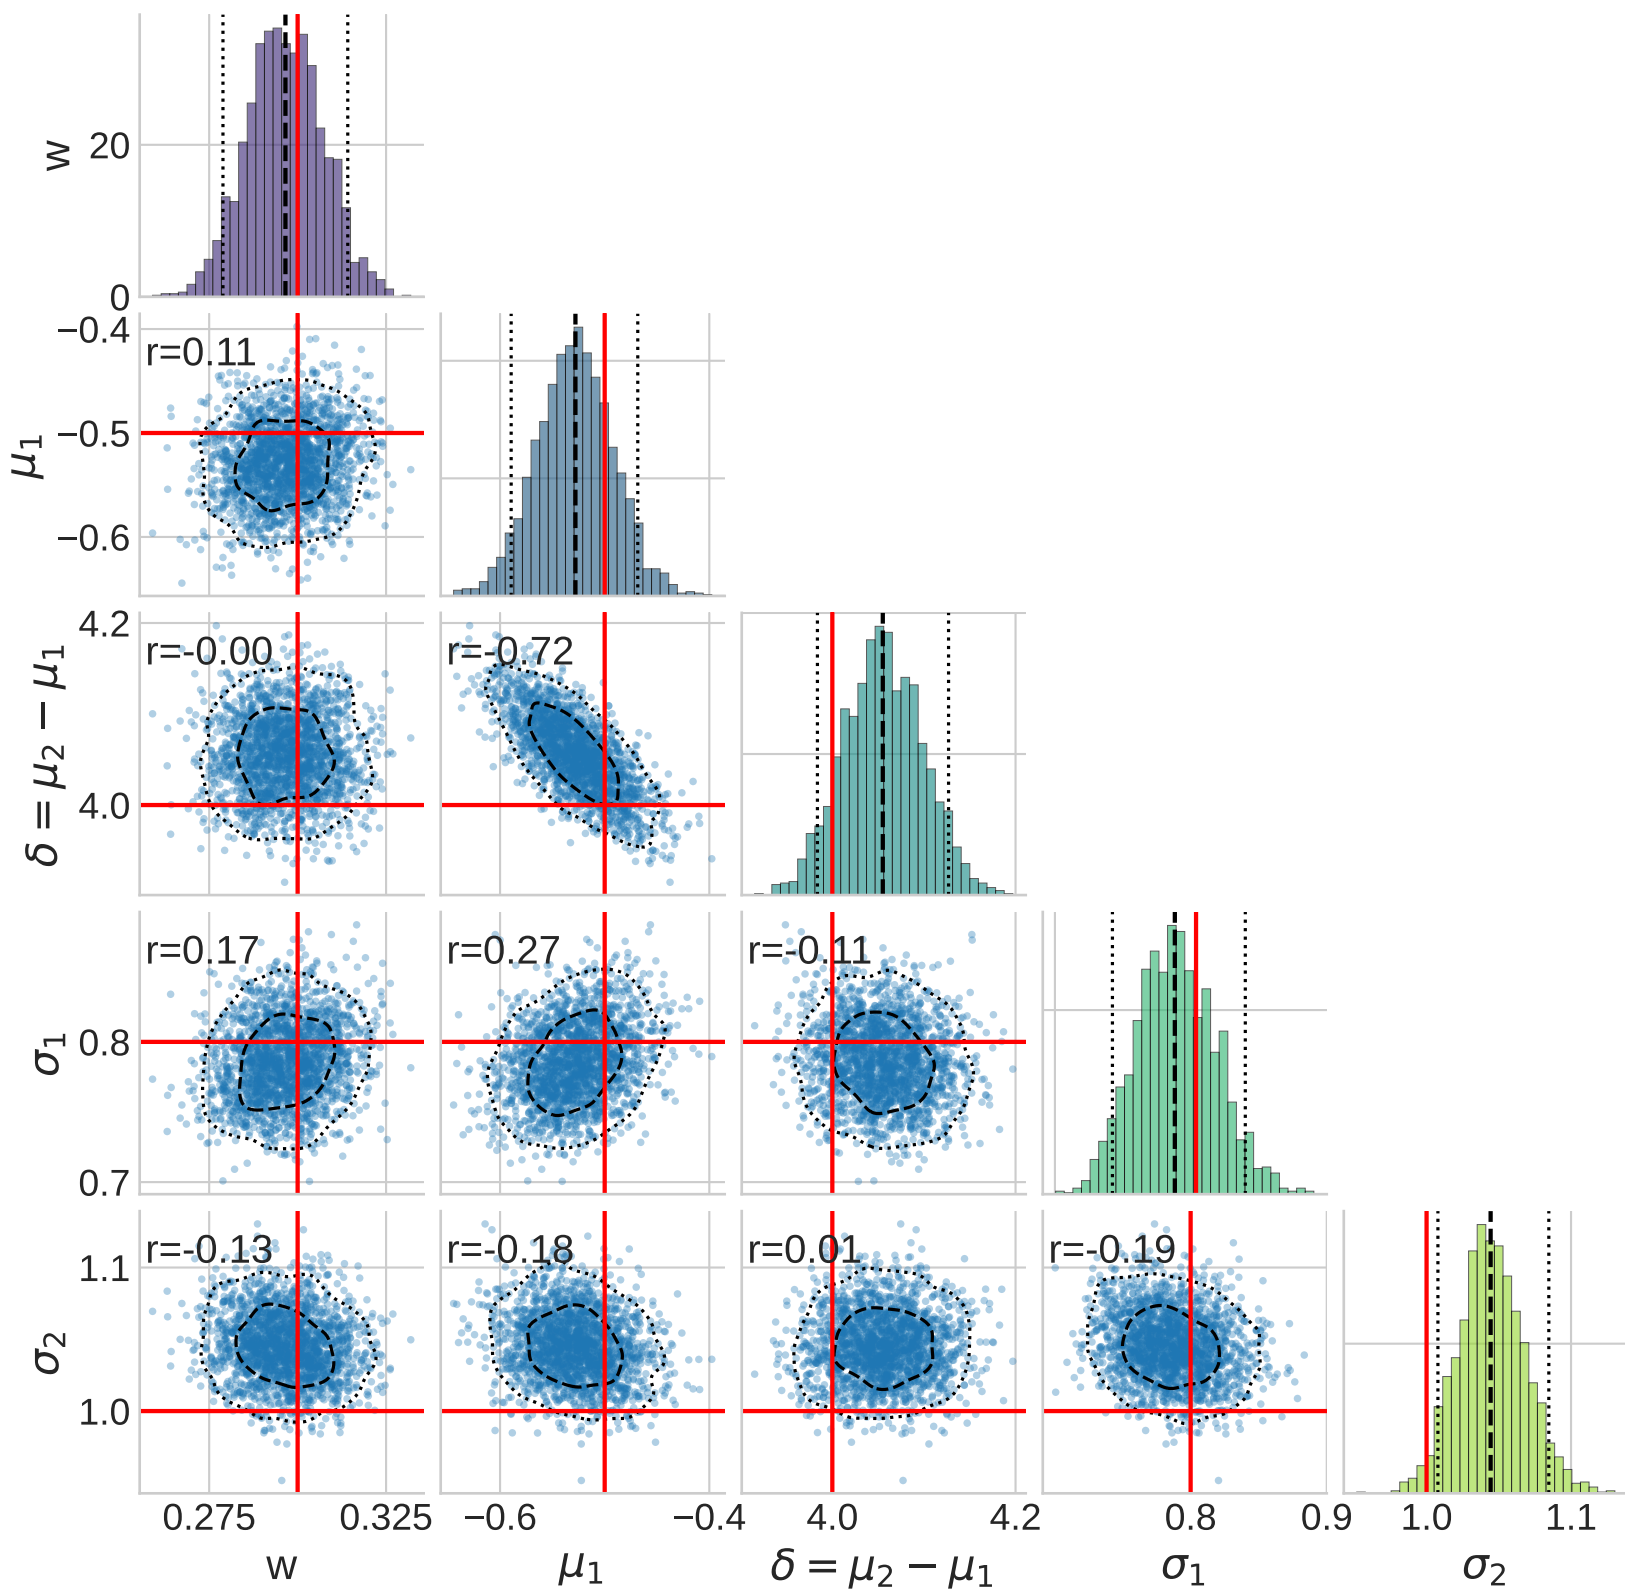 w
20
0
−0.4
r=0.11
μ₁
−0.5
−0.6
4.2
r=-0.00
r=-0.72
δ = μ₂ − μ₁
4.0
r=0.17
r=0.27
r=-0.11
σ₁
0.8
0.7
r=-0.13
r=-0.18
r=0.01
r=-0.19
1.1
σ₂
1.0
0.275 0.325 −0.6 −0.4 4.0 4.2 0.8 0.9 1.0 1.1
w μ₁ δ = μ₂ − μ₁ σ₁ σ₂